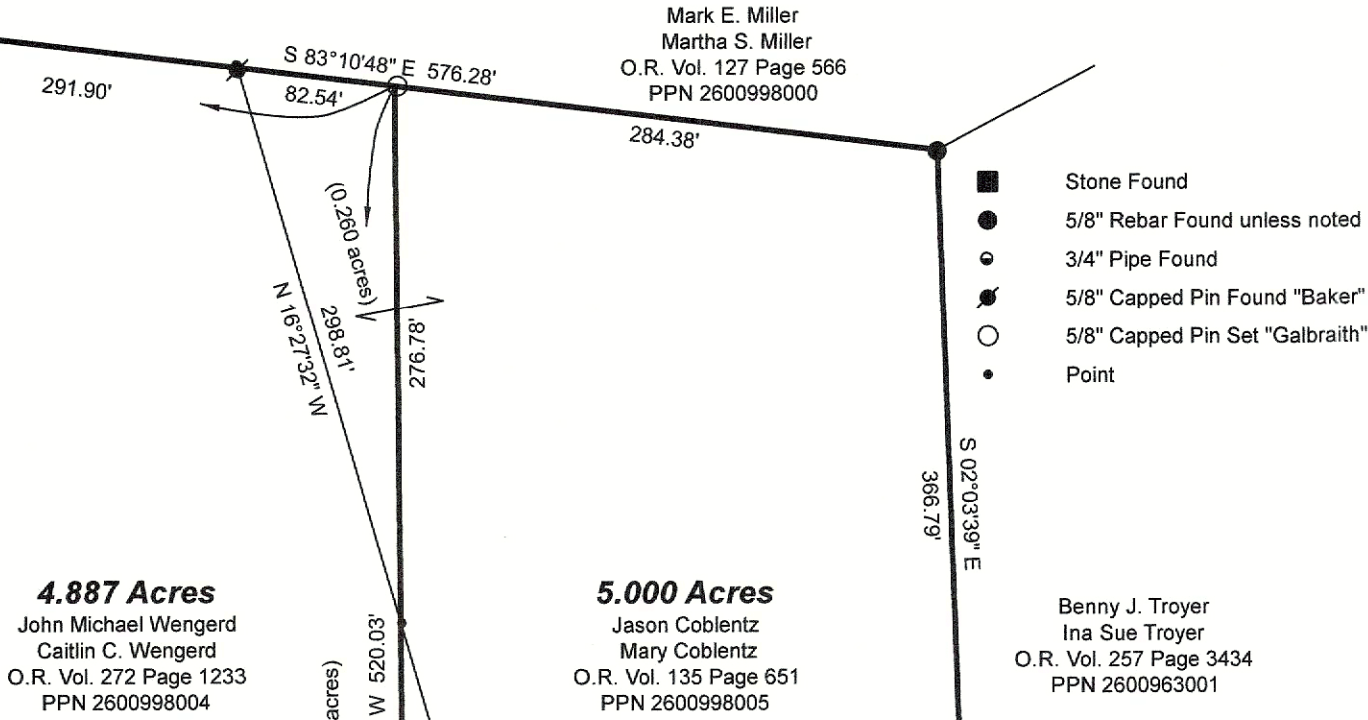 Mark E. Miller
Martha S. Miller
O.R. Vol. 127 Page 566
PPN 2600998000
S 83°10'48" E 576.28'
291.90'
82.54'
284.38'
Stone Found
5/8" Rebar Found unless noted
3/4" Pipe Found
5/8" Capped Pin Found "Baker"
5/8" Capped Pin Set "Galbraith"
Point
(0.260 acres)
N 16°27'32" W
298.81'
276.78'
S 02°03'39" E
366.79'
4.887 Acres
John Michael Wengerd
Caitlin C. Wengerd
O.R. Vol. 272 Page 1233
PPN 2600998004
acres)
W 520.03'
5.000 Acres
Jason Coblentz
Mary Coblentz
O.R. Vol. 135 Page 651
PPN 2600998005
Benny J. Troyer
Ina Sue Troyer
O.R. Vol. 257 Page 3434
PPN 2600963001